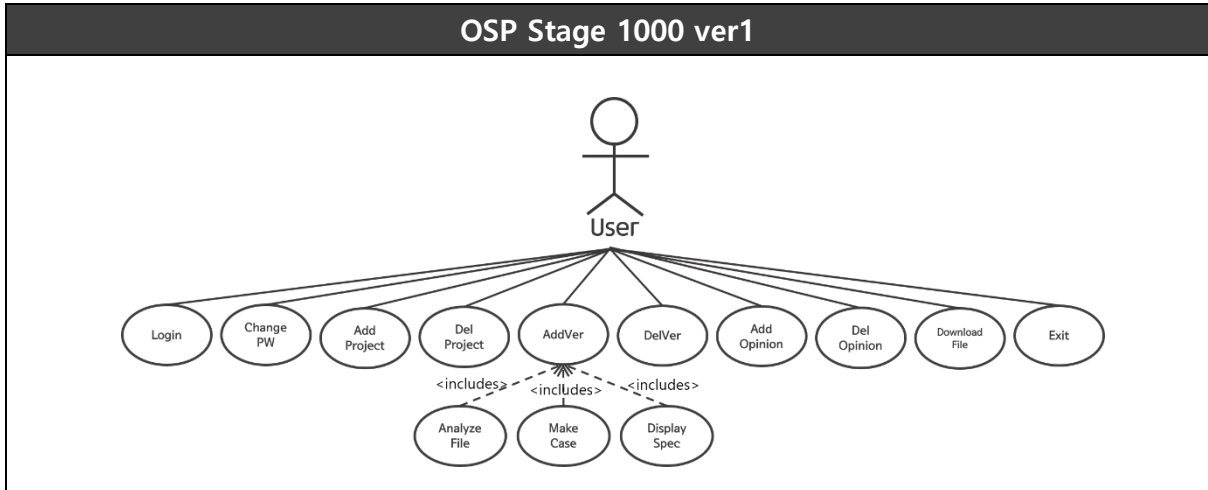 OSP Stage 1000 ver1
User
Login
Change
PW
Add
Project
Del
Project
AddVer
DelVer
Add
Opinion
Del
Opinion
Download
File
Exit
<includes>
<includes>
<includes>
Analyze
File
Make
Case
Display
Spec